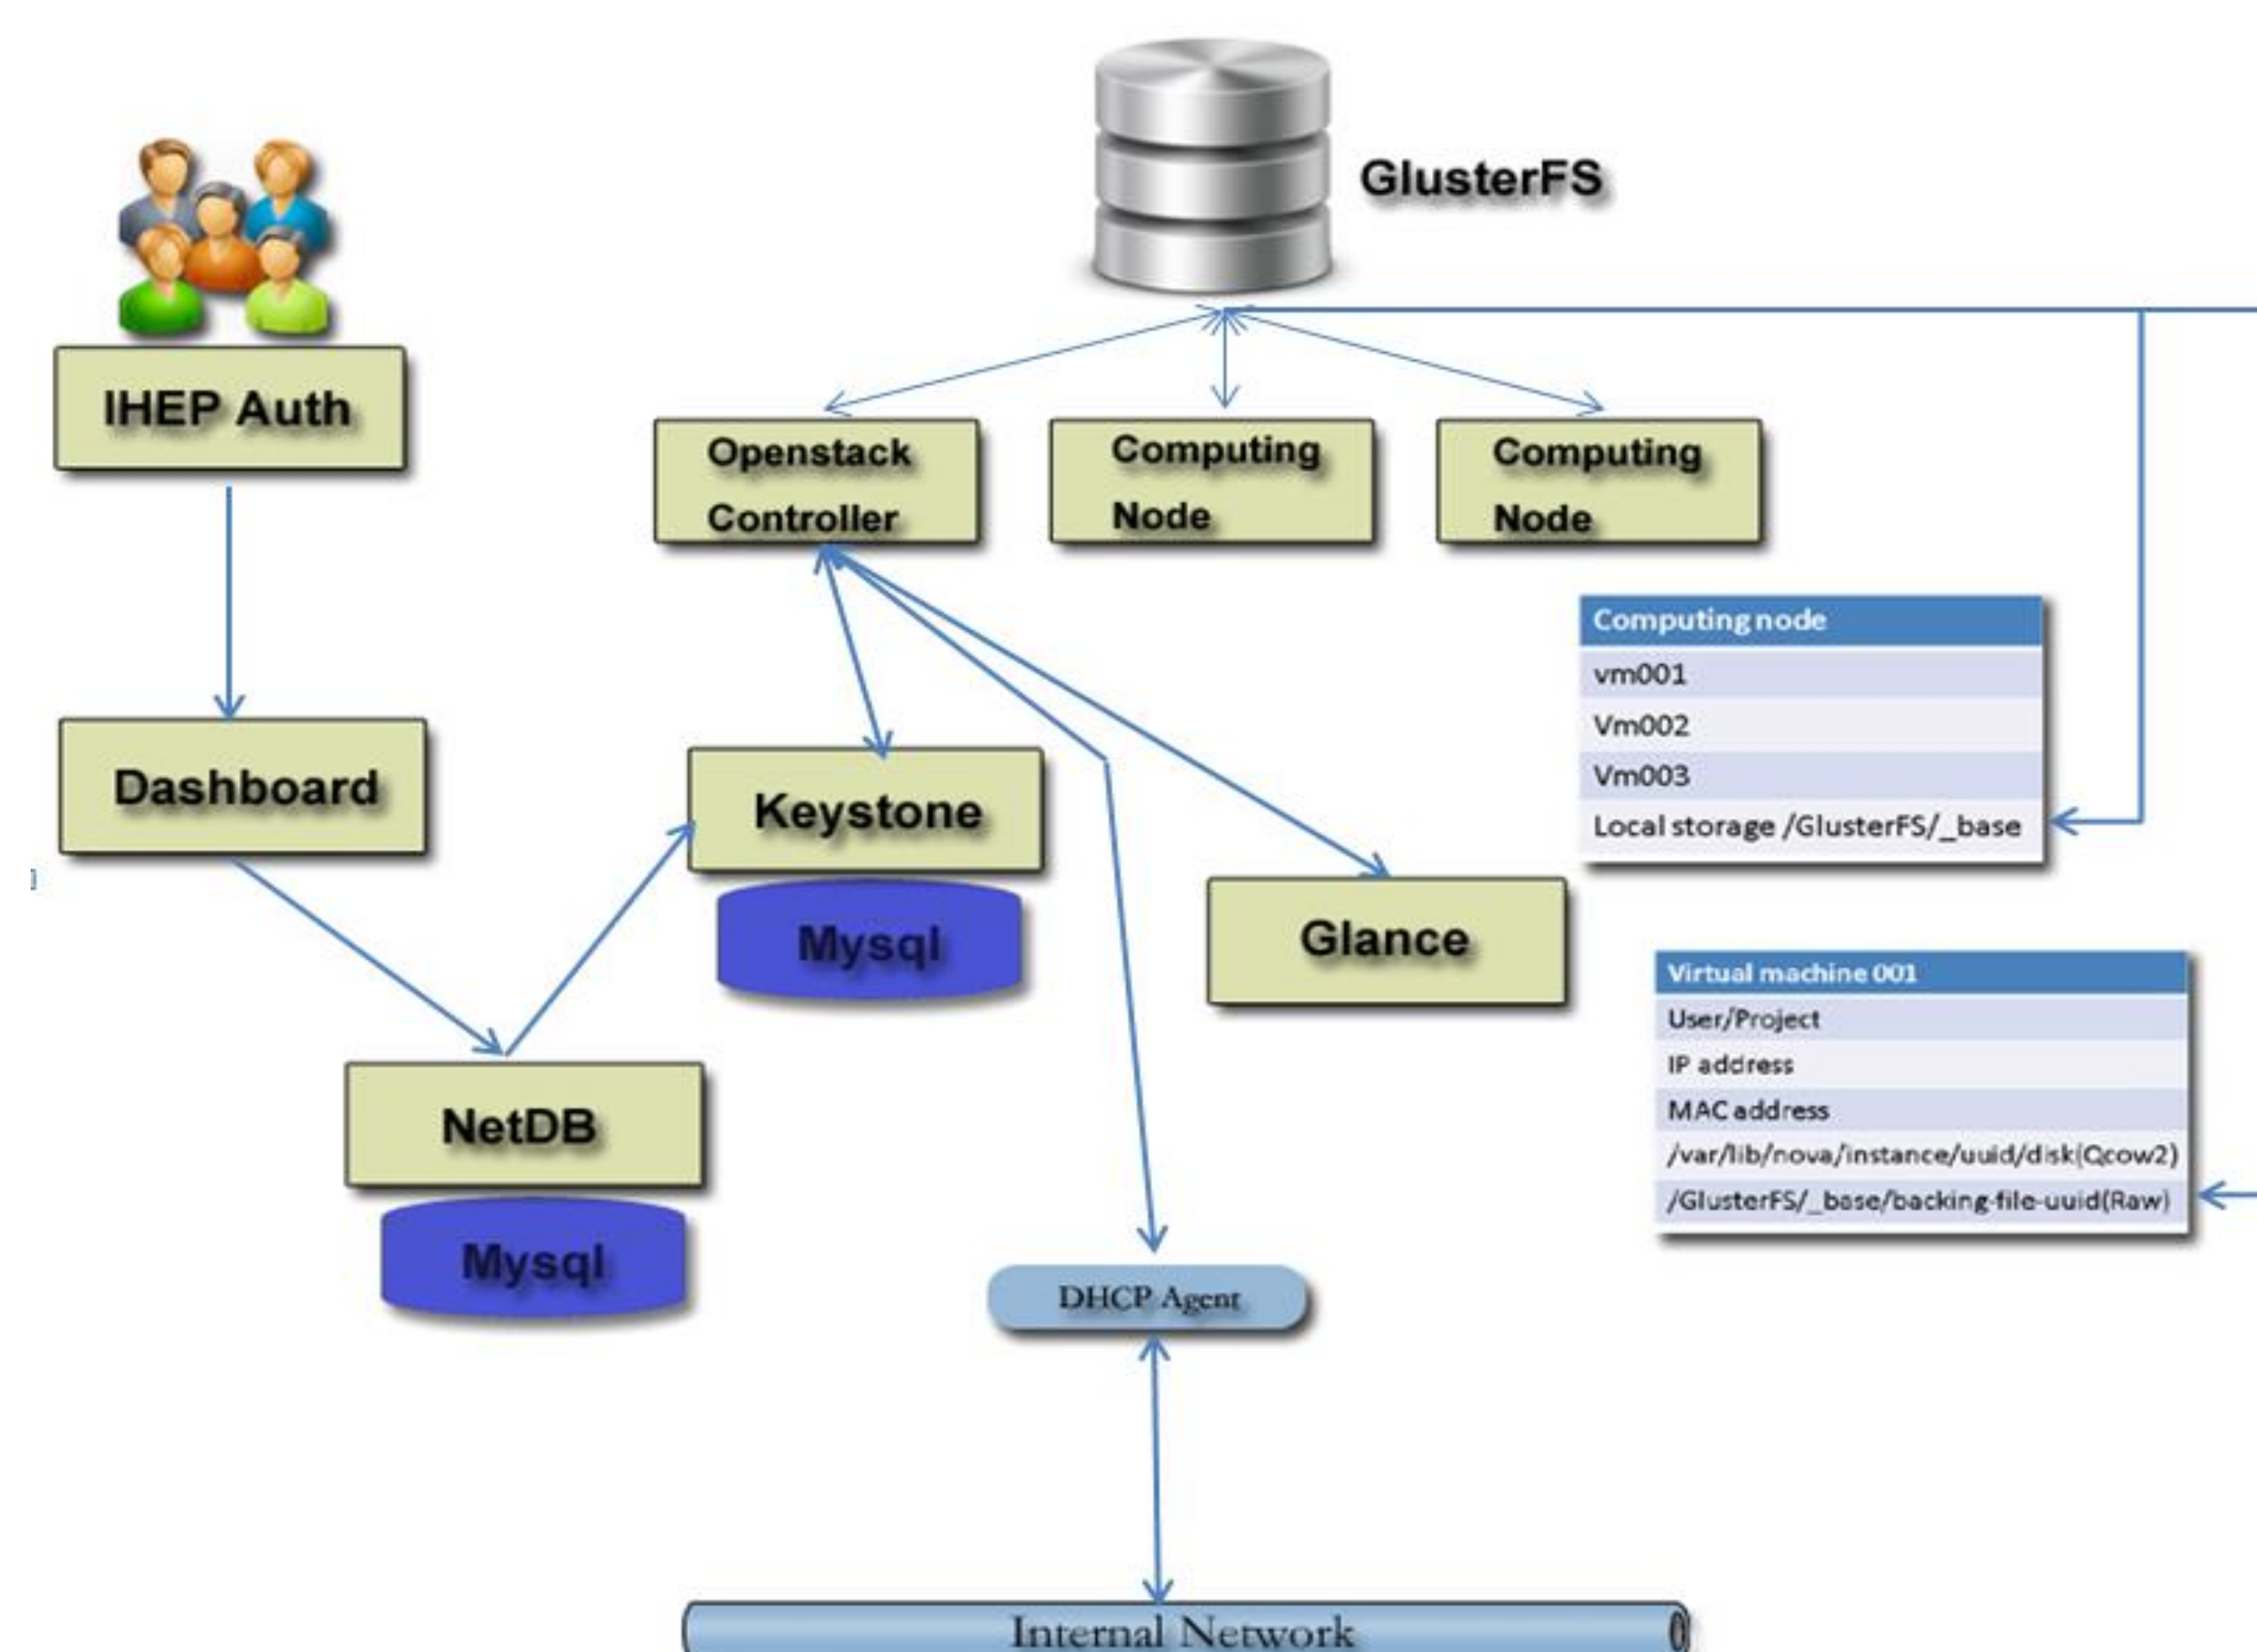 GlusterFS
IHEP Auth
Openstack
Controller
Computing
Node
Computing
Node
Computing node
vm001
Vm002
Vm003
Local storage /GlusterFS/_base
Dashboard
Keystone
Mysql
Glance
Virtual machine 001
User/Project
IP address
MAC address
/var/lib/nova/instance/uuid/disk(Qcow2)
/GlusterFS/_base/backing-file-uuid(Raw)
NetDB
Mysql
DHCP Agent
Internal Network